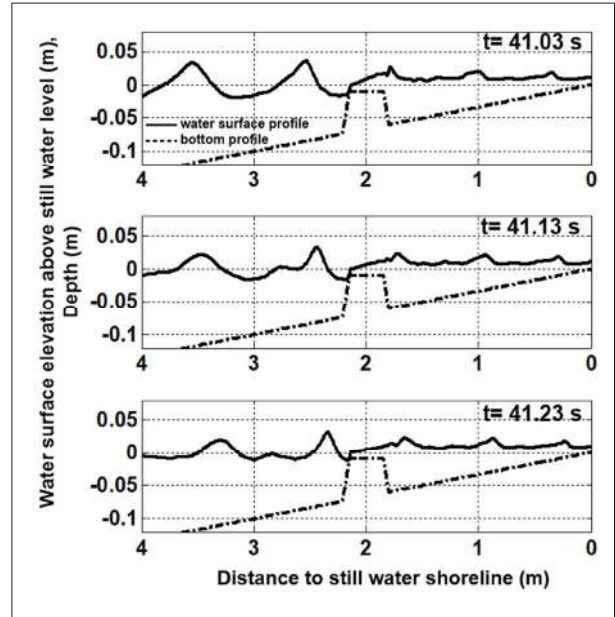 Water surface elevation above still water level (m),
Depth (m)
t= 41.03 s
0.05
0
-0.05
-0.1
water surface profile
bottom profile
4 3 2 1 0
t= 41.13 s
0.05
0
-0.05
-0.1
4 3 2 1 0
t= 41.23 s
0.05
0
-0.05
-0.1
4 3 2 1 0
Distance to still water shoreline (m)